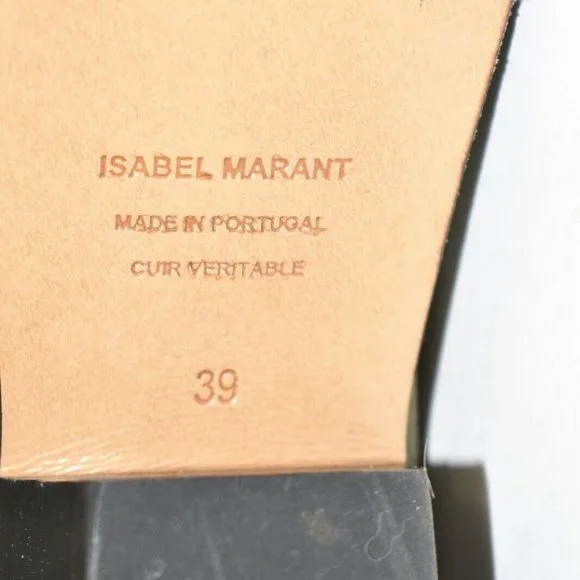 ISABEL MARANT
MADE IN PORTUGAL
CUIR VERITABLE
39